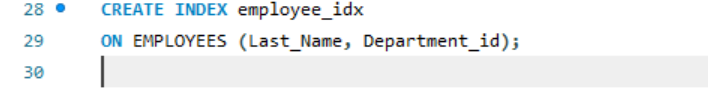 28 CREATE INDEX employee_idx
29 ON EMPLOYEES (Last_Name, Department_id);
30